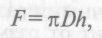 F = πDh,